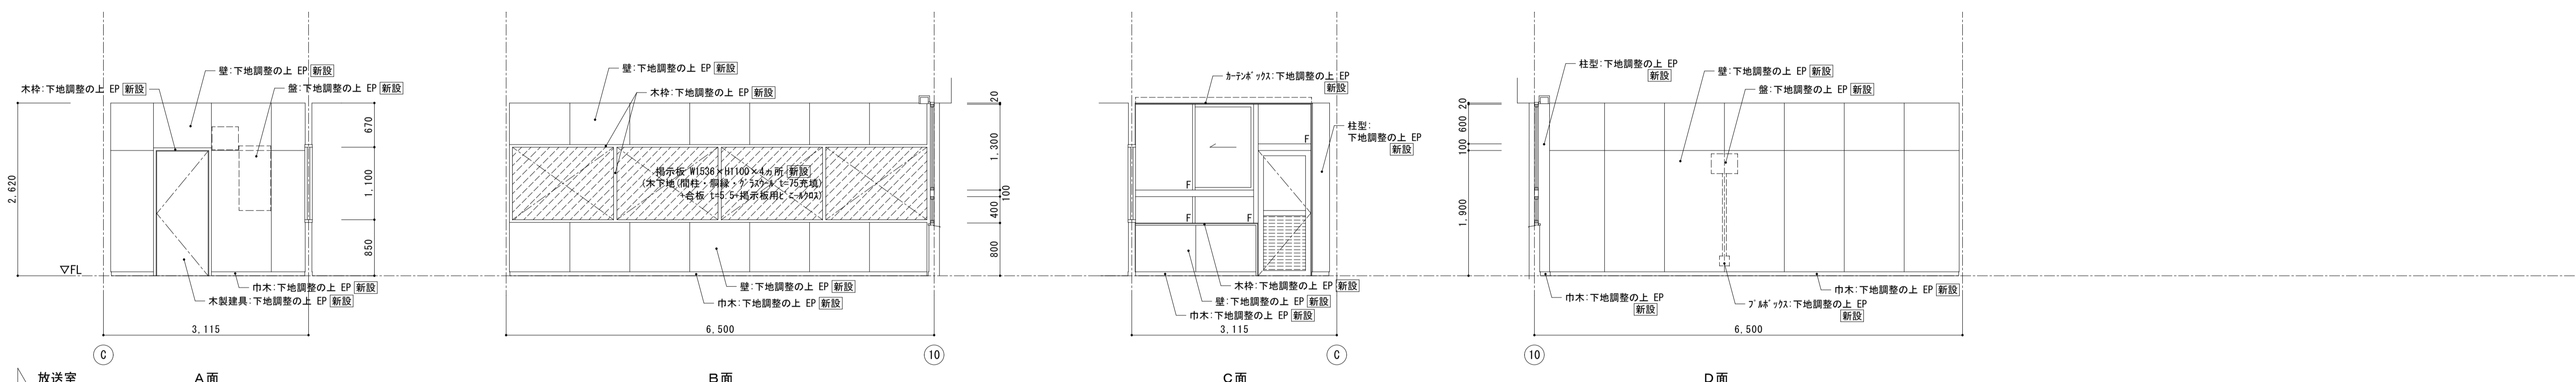 壁:下地調整の上 EP 新設
木枠:下地調整の上 EP 新設
盤:下地調整の上 EP 新設
2,620
670
1,100
850
▽FL
巾木:下地調整の上 EP 新設
木製建具:下地調整の上 EP 新設
3,115
C
放送室
A面
壁:下地調整の上 EP 新設
木枠:下地調整の上 EP 新設
掲示板 W1536×H1100×4ヵ所 新設
(木下地(間柱・胴縁・グラスウール t=75充填)
+合板 t=5.5+掲示板用ビニールクロス)
20
1,300
100
400
800
壁:下地調整の上 EP 新設
巾木:下地調整の上 EP 新設
6,500
10
B面
カーテンボックス:下地調整の上 EP
新設
柱型:
下地調整の上 EP
新設
F
F
F
F
木枠:下地調整の上 EP 新設
壁:下地調整の上 EP 新設
巾木:下地調整の上 EP 新設
3,115
C
C面
柱型:下地調整の上 EP
新設
壁:下地調整の上 EP 新設
盤:下地調整の上 EP 新設
20
600
100
1,900
巾木:下地調整の上 EP
新設
巾木:下地調整の上 EP 新設
プルボックス:下地調整の上 EP
新設
6,500
10
D面